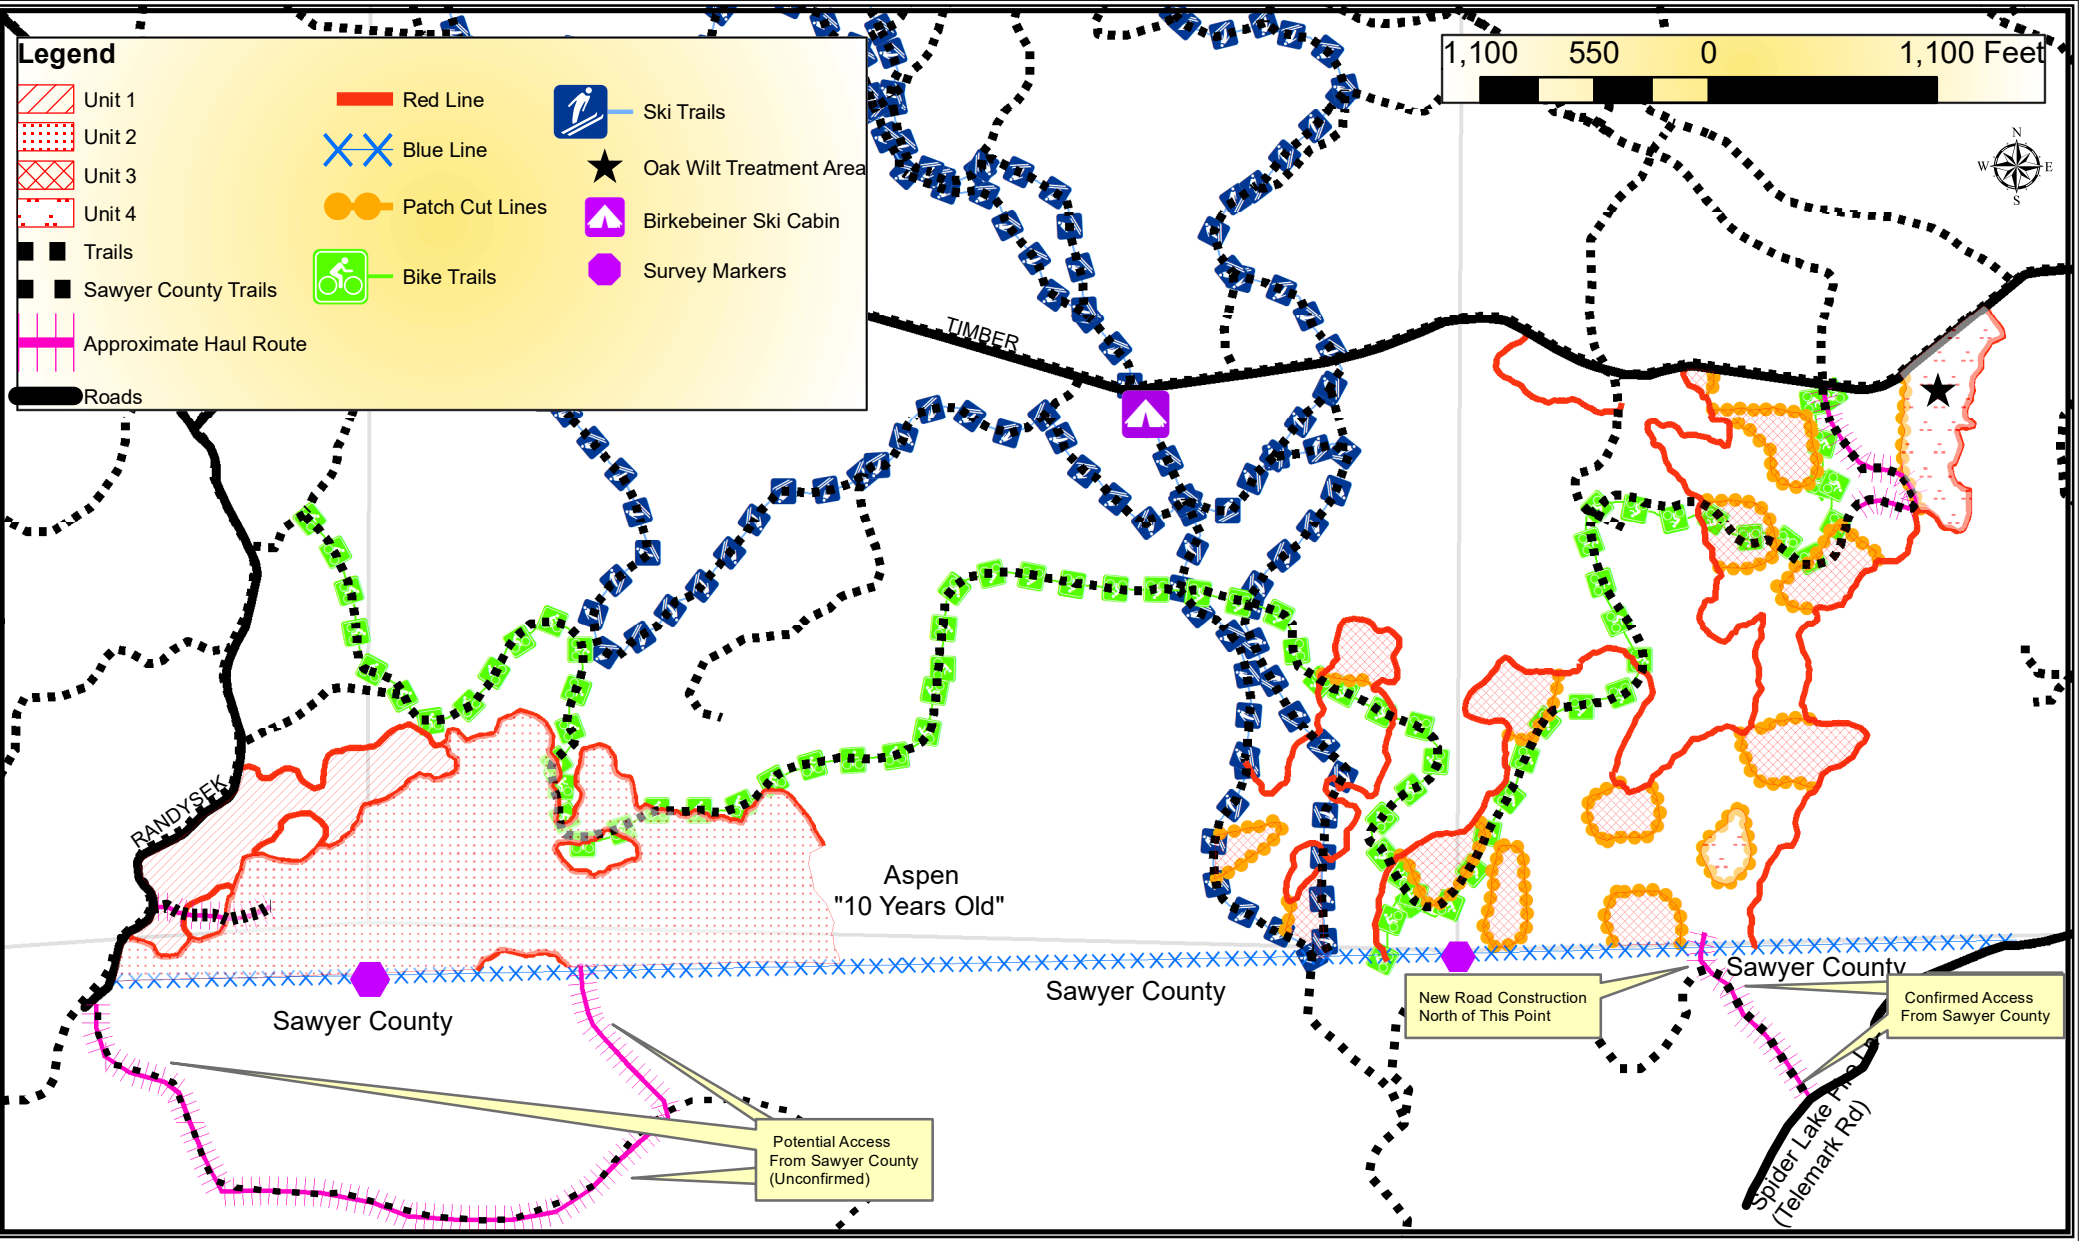 Legend
Unit 1
Unit 2
Unit 3
Unit 4
Trails
Sawyer County Trails
Approximate Haul Route
Roads
Red Line
Blue Line
Patch Cut Lines
Bike Trails
Ski Trails
Oak Wilt Treatment Area
Birkebeiner Ski Cabin
Survey Markers
1,100 550 0 1,100 Feet
N
W E
S
TIMBER
RANDYSEK
Aspen
"10 Years Old"
Sawyer County
Sawyer County
Sawyer County
New Road Construction
North of This Point
Confirmed Access
From Sawyer County
Potential Access
From Sawyer County
(Unconfirmed)
Spider Lake Fire Ln
(Telemark Rd)